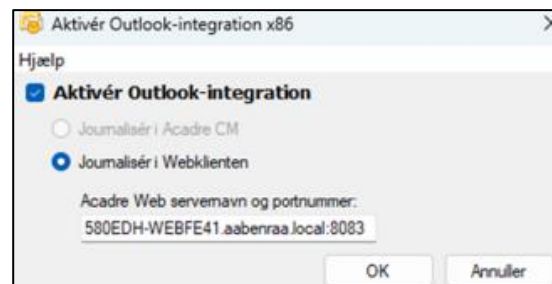 Aktivér Outlook-integration x86
Hjælp
Aktivér Outlook-integration
Journalisér i Acadre CM
Journalisér i Webklienten
Acadre Web servernavn og portnummer:
580EDH-WEBFE41.aabenraa.local:8083
OK
Annuller